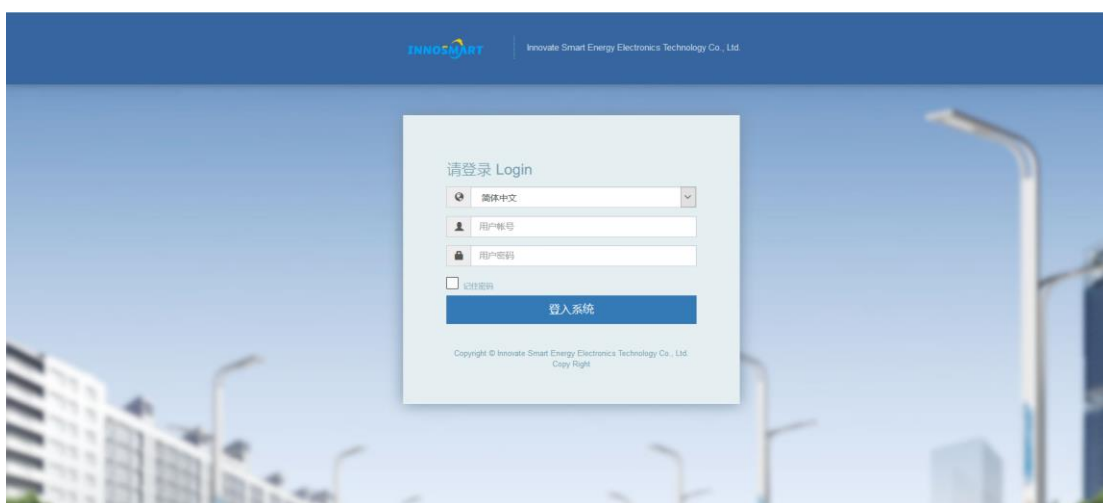 INNOSMART
Innovate Smart Energy Electronics Technology Co., Ltd.
请登录 Login
简体中文
用户帐号
用户密码
记住密码
登入系统
Copyright © Innovate Smart Energy Electronics Technology Co., Ltd.
Copy Right